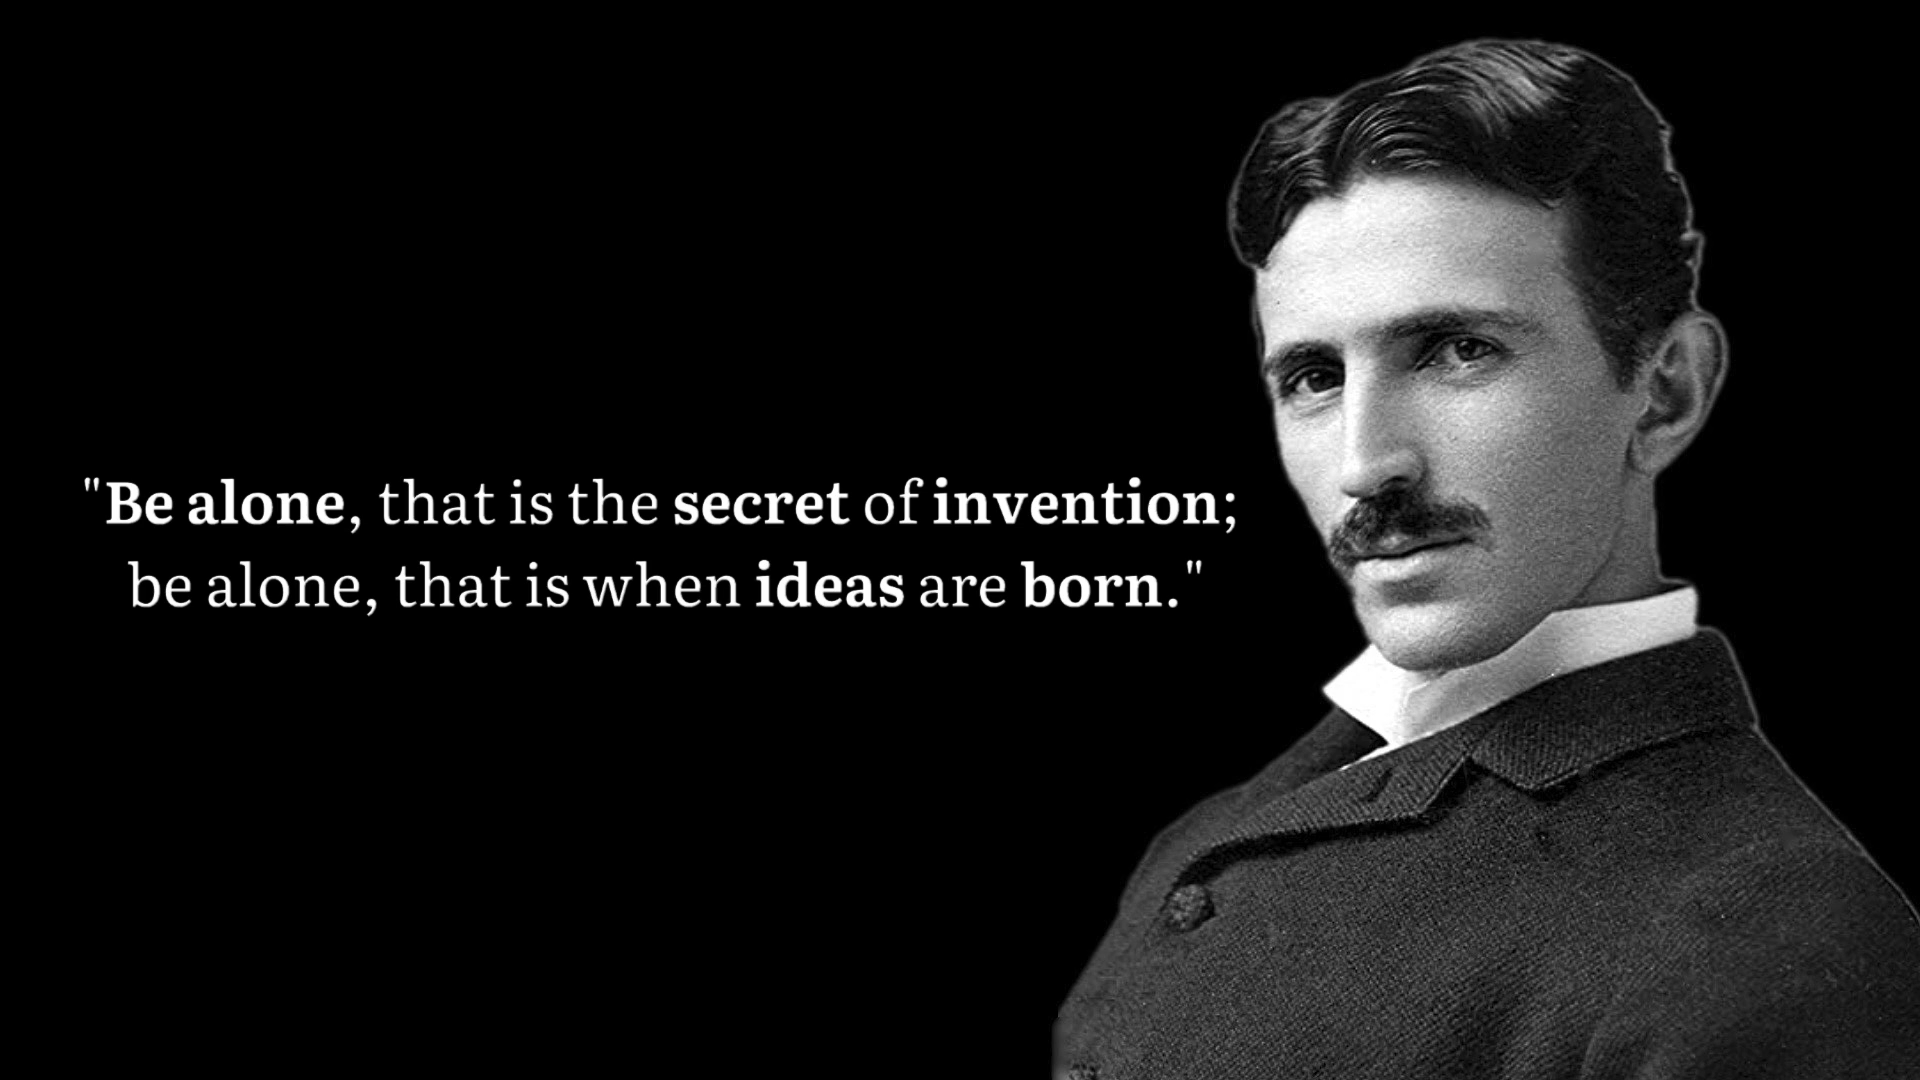 "Be alone, that is the secret of invention;
be alone, that is when ideas are born."